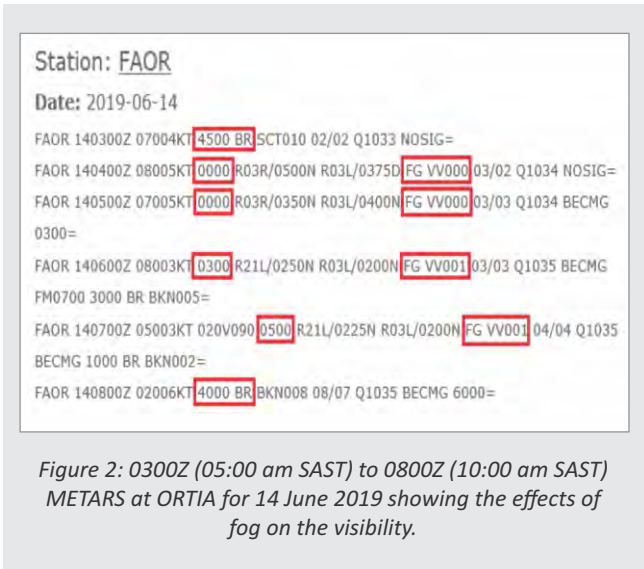 Station: FAOR
Date: 2019-06-14
FAOR 140300Z 07004KT 4500 BR SCT010 02/02 Q1033 NOSIG=
FAOR 140400Z 08005KT 0000 R03R/0500N R03L/0375D FG VV000 03/02 Q1034 NOSIG=
FAOR 140500Z 07005KT 0000 R03R/0350N R03L/0400N FG VV000 03/03 Q1034 BECMG
0300=
FAOR 140600Z 08003KT 0300 R21L/0250N R03L/0200N FG VV001 03/03 Q1035 BECMG
FM0700 3000 BR BKN005=
FAOR 140700Z 05003KT 020V090 0500 R21L/0225N R03L/0200N FG VV001 04/04 Q1035
BECMG 1000 BR BKN002=
FAOR 140800Z 02006KT 4000 BR BKN008 08/07 Q1035 BECMG 6000=
Figure 2: 0300Z (05:00 am SAST) to 0800Z (10:00 am SAST)
METARS at ORTIA for 14 June 2019 showing the effects of
fog on the visibility.